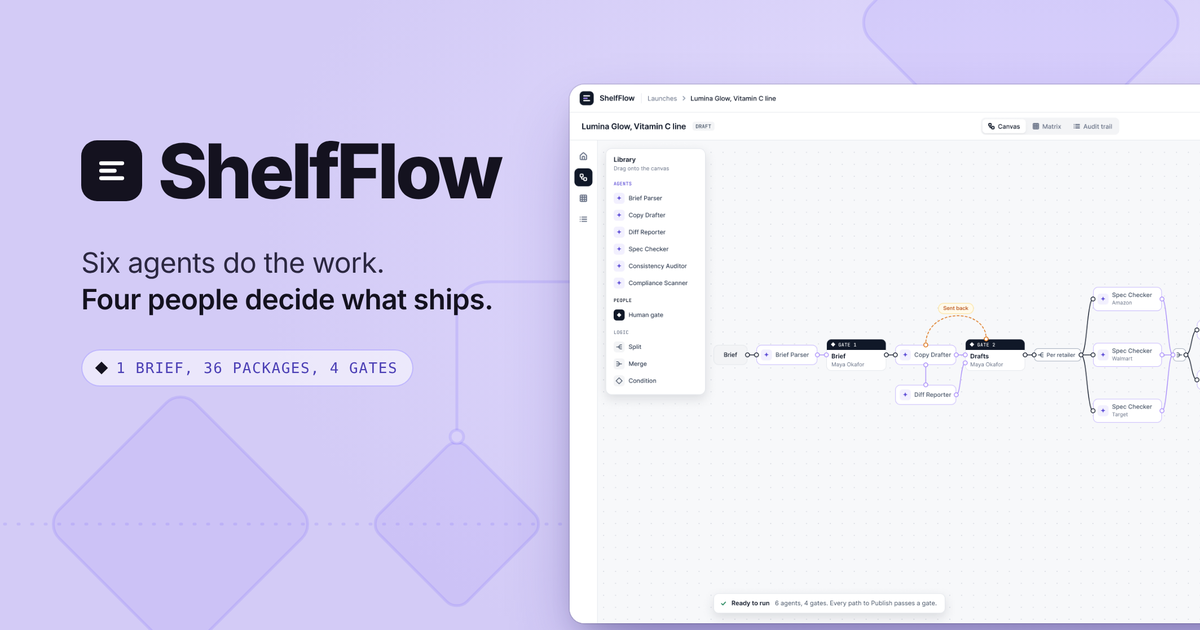 ShelfFlow
Six agents do the work.
Four people decide what ships.
1 BRIEF, 36 PACKAGES, 4 GATES
ShelfFlow
Launches
Lumina Glow, Vitamin C line
Lumina Glow, Vitamin C line
DRAFT
Canvas
Matrix
Audit trail
Library
Drag onto the canvas
AGENTS
Brief Parser
Copy Drafter
Diff Reporter
Spec Checker
Consistency Auditor
Compliance Scanner
PEOPLE
Human gate
LOGIC
Split
Merge
Condition
Brief
Brief Parser
GATE 1
Brief
Maya Okafor
Sent back
Copy Drafter
Diff Reporter
GATE 2
Drafts
Maya Okafor
Per retailer
Spec Checker
Amazon
Spec Checker
Walmart
Spec Checker
Target
Ready to run 6 agents, 4 gates. Every path to Publish passes a gate.